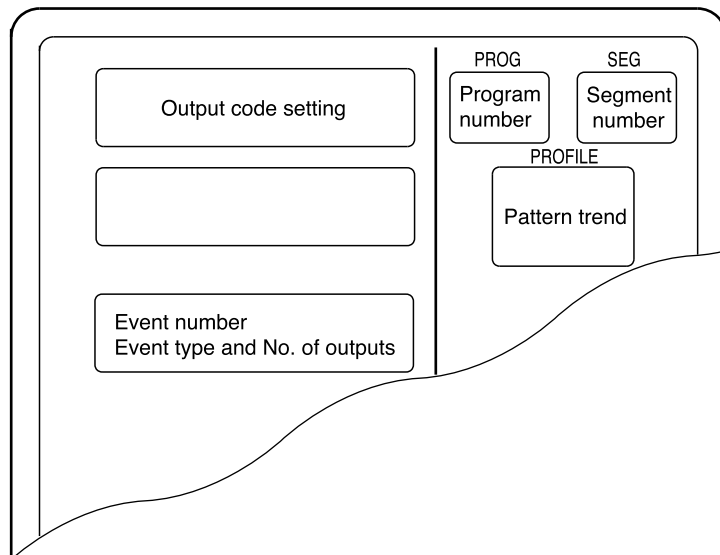 Output code setting
Event number
Event type and No. of outputs
PROG
SEG
Program
number
Segment
number
PROFILE
Pattern trend